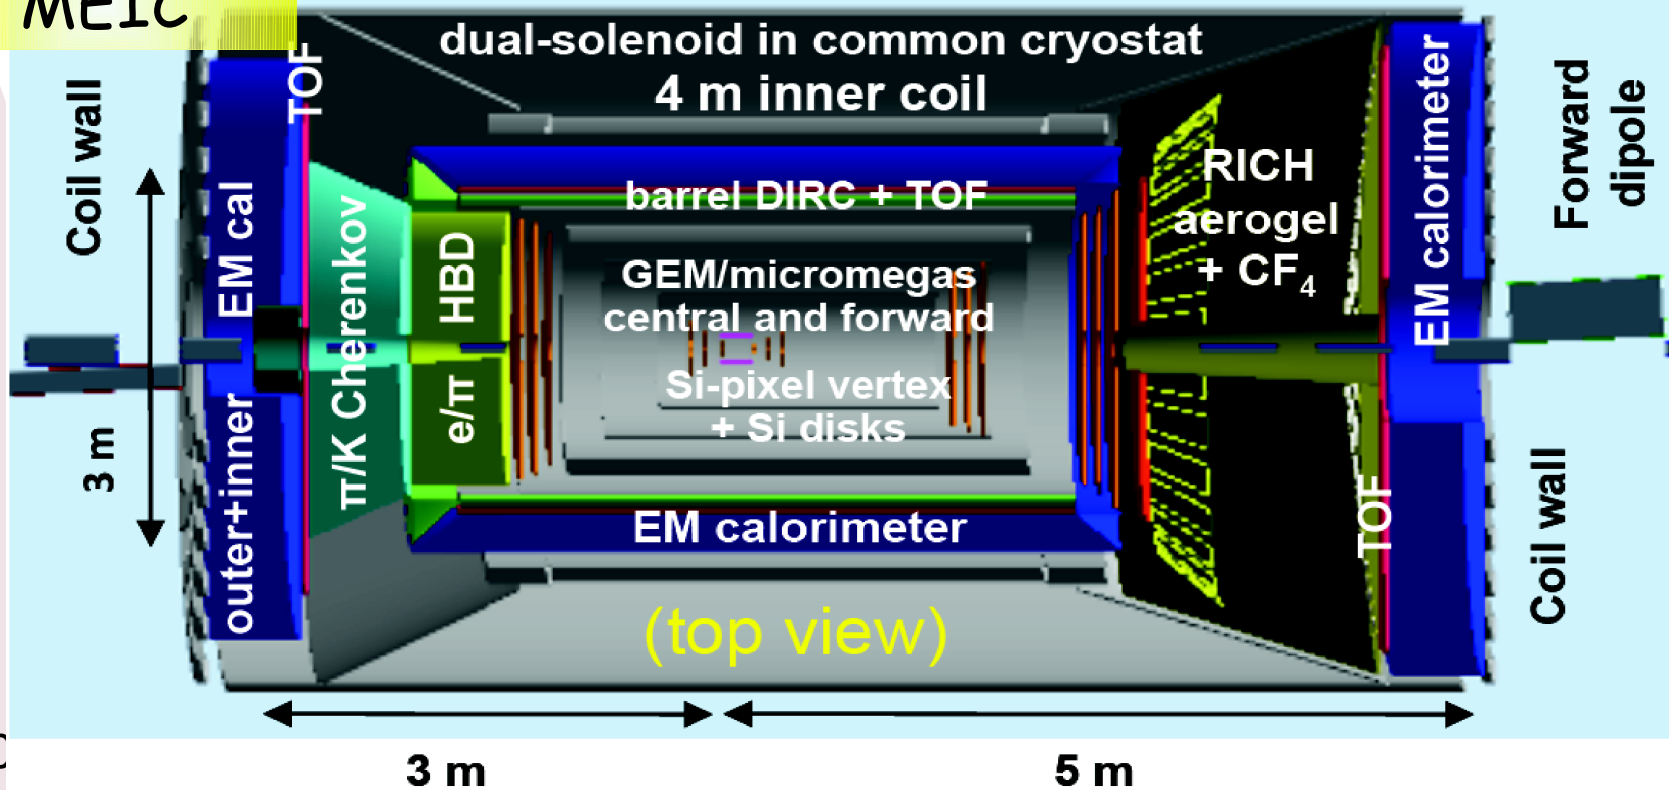 MEIC
dual-solenoid in common cryostat
4 m inner coil
Coil wall
TOF
EM cal
outer+inner
π/K Cherenkov
HBD
e/π
barrel DIRC + TOF
GEM/micromegas
central and forward
Si-pixel vertex
+ Si disks
EM calorimeter
(top view)
RICH
aerogel
+ CF₄
TOF
EM calorimeter
Forward
dipole
Coil wall
3 m
3 m
5 m